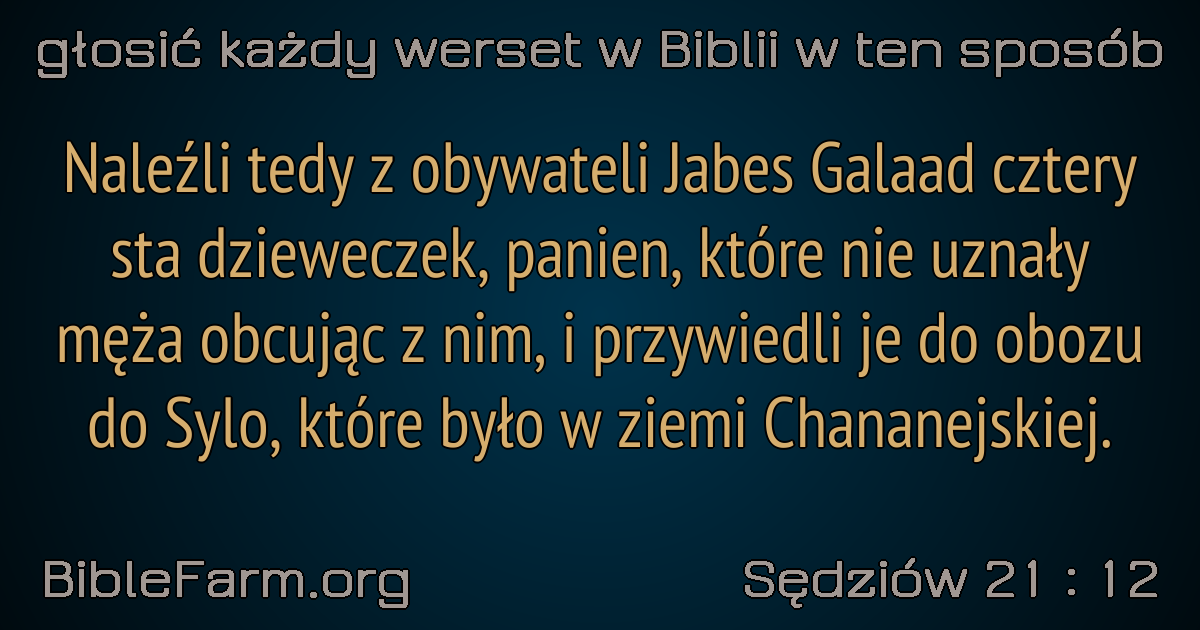 głosić każdy werset w Biblii w ten sposób
Naleźli tedy z obywateli Jabes Galaad cztery
sta dzieweczek, panien, które nie uznały
męża obcując z nim, i przywiedli je do obozu
do Sylo, które było w ziemi Chananejskiej.
BibleFarm.org
Sędziów 21 : 12